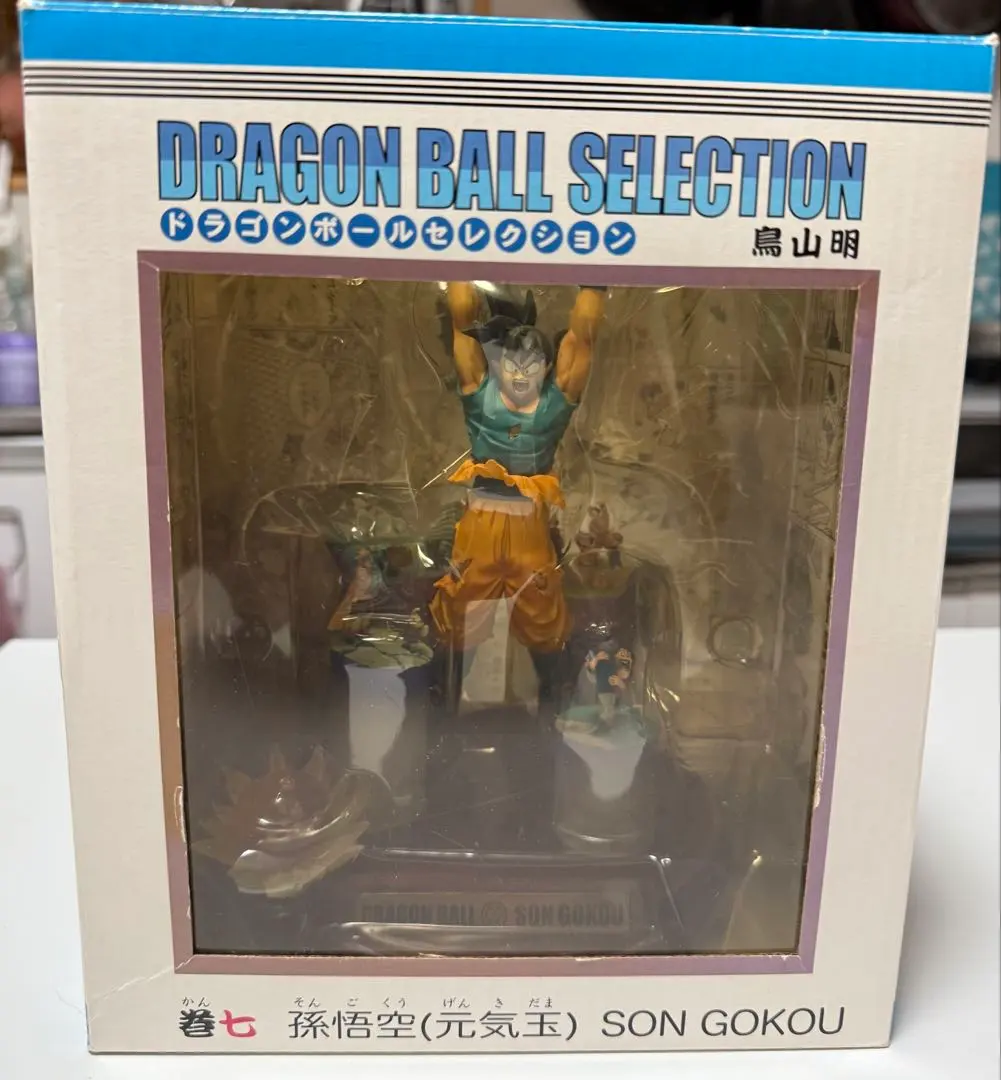 DRAGON BALL SELECTION
ドラゴンボールセレクション
鳥山明
DRAGON BALL SON GOKOU
かん そん ご くう げん き だま
巻七 孫悟空(元気玉) SON GOKOU